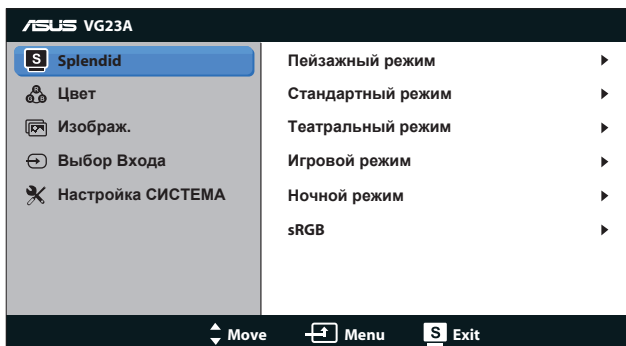 ASUS VG23A
S Splendid
Цвет
Изображ.
Выбор Входа
Настройка СИСТЕМА
Пейзажный режим
Стандартный режим
Театральный режим
Игровой режим
Ночной режим
sRGB
Move Menu S Exit